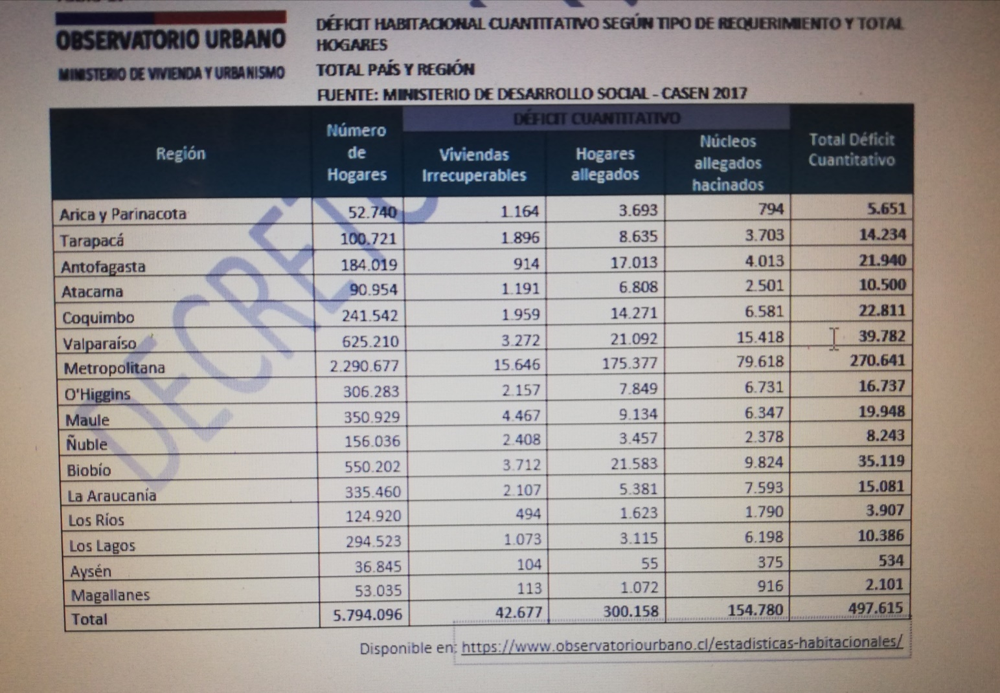 OBSERVATORIO URBANO
MINISTERIO DE VIVIENDA Y URBANISMO
DÉFICIT HABITACIONAL CUANTITATIVO SEGÚN TIPO DE REQUERIMIENTO Y TOTAL
HOGARES
TOTAL PAÍS Y REGIÓN
FUENTE: MINISTERIO DE DESARROLLO SOCIAL - CASEN 2017
Región
Número
de
Hogares
DÉFICIT CUANTITATIVO
Viviendas
Irrecuperables
Hogares
allegados
Núcleos
allegados
hacinados
Total Déficit
Cuantitativo
Arica y Parinacota 52.740 1.164 3.693 794 5.651
Tarapacá 100.721 1.896 8.635 3.703 14.234
Antofagasta 184.019 914 17.013 4.013 21.940
Atacama 90.954 1.191 6.808 2.501 10.500
Coquimbo 241.542 1.959 14.271 6.581 22.811
Valparaíso 625.210 3.272 21.092 15.418 39.782
Metropolitana 2.290.677 15.646 175.377 79.618 270.641
O'Higgins 306.283 2.157 7.849 6.731 16.737
Maule 350.929 4.467 9.134 6.347 19.948
Ñuble 156.036 2.408 3.457 2.378 8.243
Biobío 550.202 3.712 21.583 9.824 35.119
La Araucanía 335.460 2.107 5.381 7.593 15.081
Los Ríos 124.920 494 1.623 1.790 3.907
Los Lagos 294.523 1.073 3.115 6.198 10.386
Aysén 36.845 104 55 375 534
Magallanes 53.035 113 1.072 916 2.101
Total 5.794.096 42.677 300.158 154.780 497.615
Disponible en: https://www.observatoriourbano.cl/estadisticas-habitacionales/